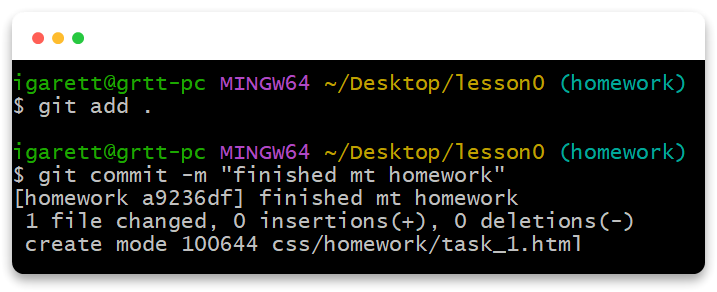 igarett@grtt-pc MINGW64 ~/Desktop/lesson0 (homework)
$ git add .
igarett@grtt-pc MINGW64 ~/Desktop/lesson0 (homework)
$ git commit -m "finished mt homework"
[homework a9236df] finished mt homework
 1 file changed, 0 insertions(+), 0 deletions(-)
 create mode 100644 css/homework/task_1.html